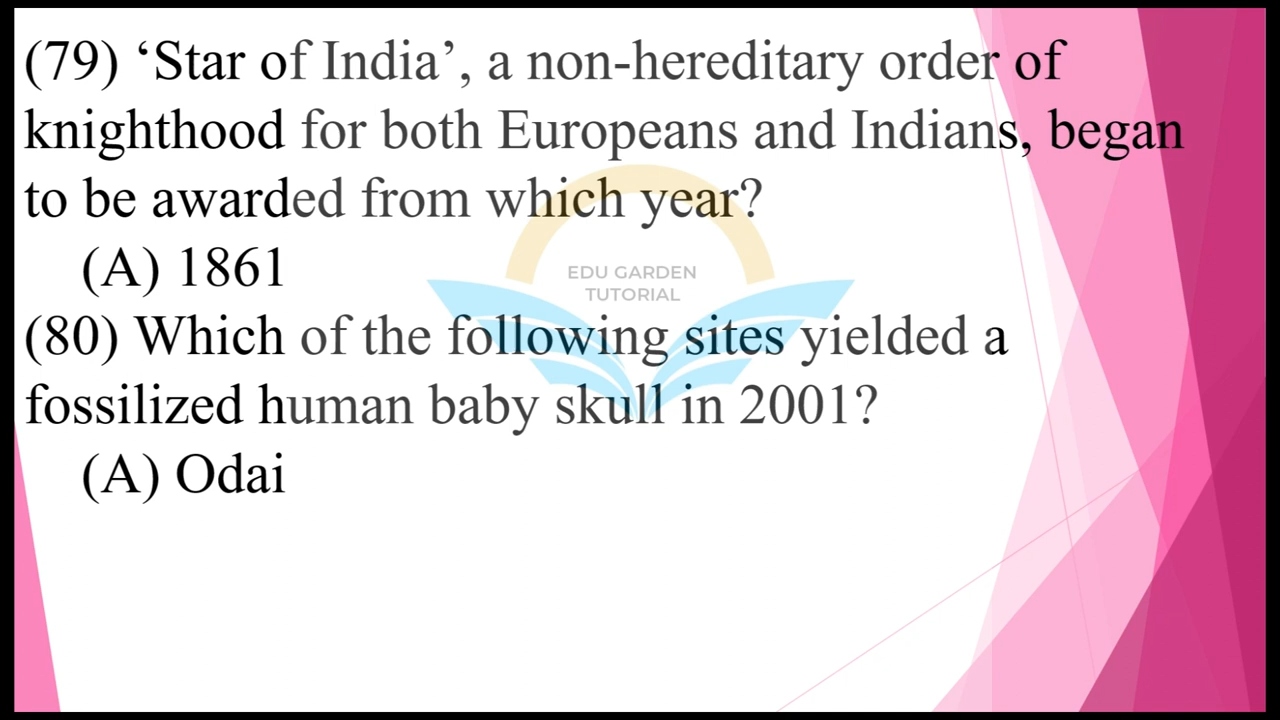 (79) ‘Star of India’, a non-hereditary order of
knighthood for both Europeans and Indians, began
to be awarded from which year?
(A) 1861
EDU GARDEN
TUTORIAL
(80) Which of the following sites yielded a
fossilized human baby skull in 2001?
(A) Odai